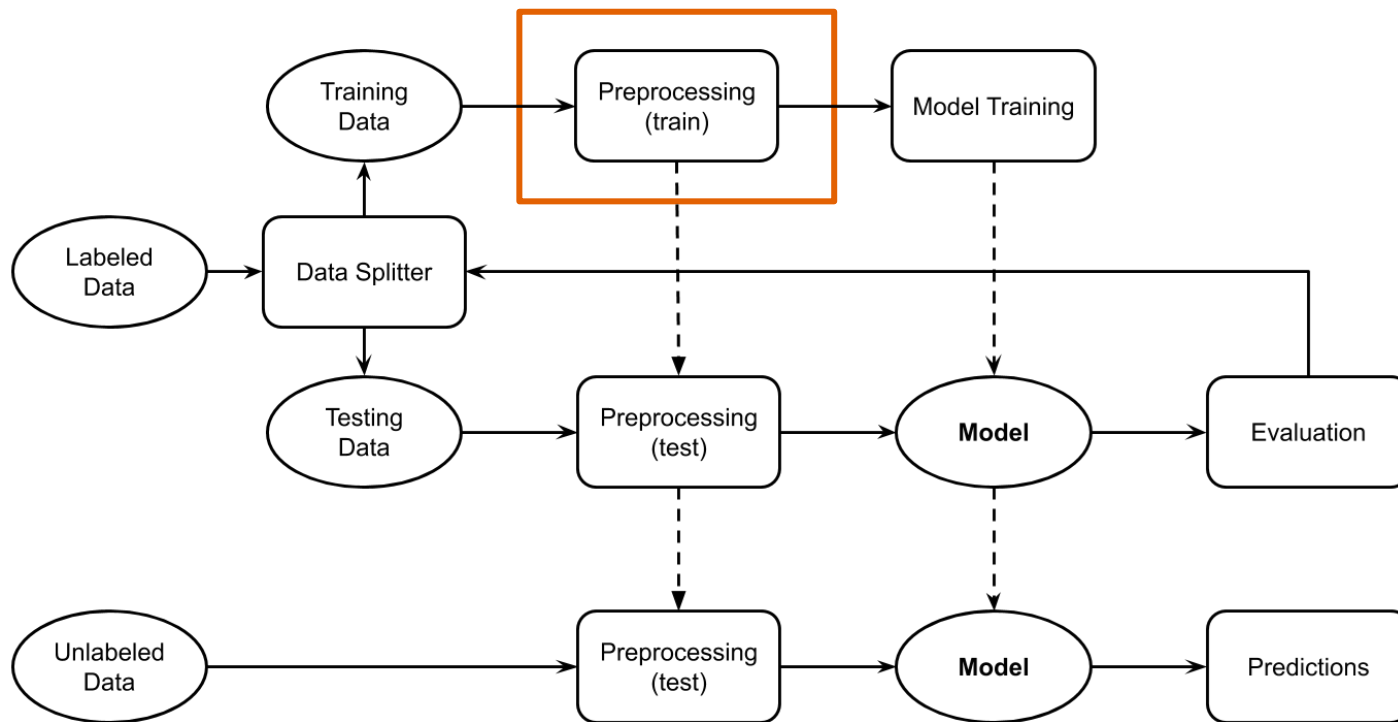 Training
Data
Preprocessing
(train)
Model Training
Labeled
Data
Data Splitter
Testing
Data
Preprocessing
(test)
Model
Evaluation
Unlabeled
Data
Preprocessing
(test)
Model
Predictions